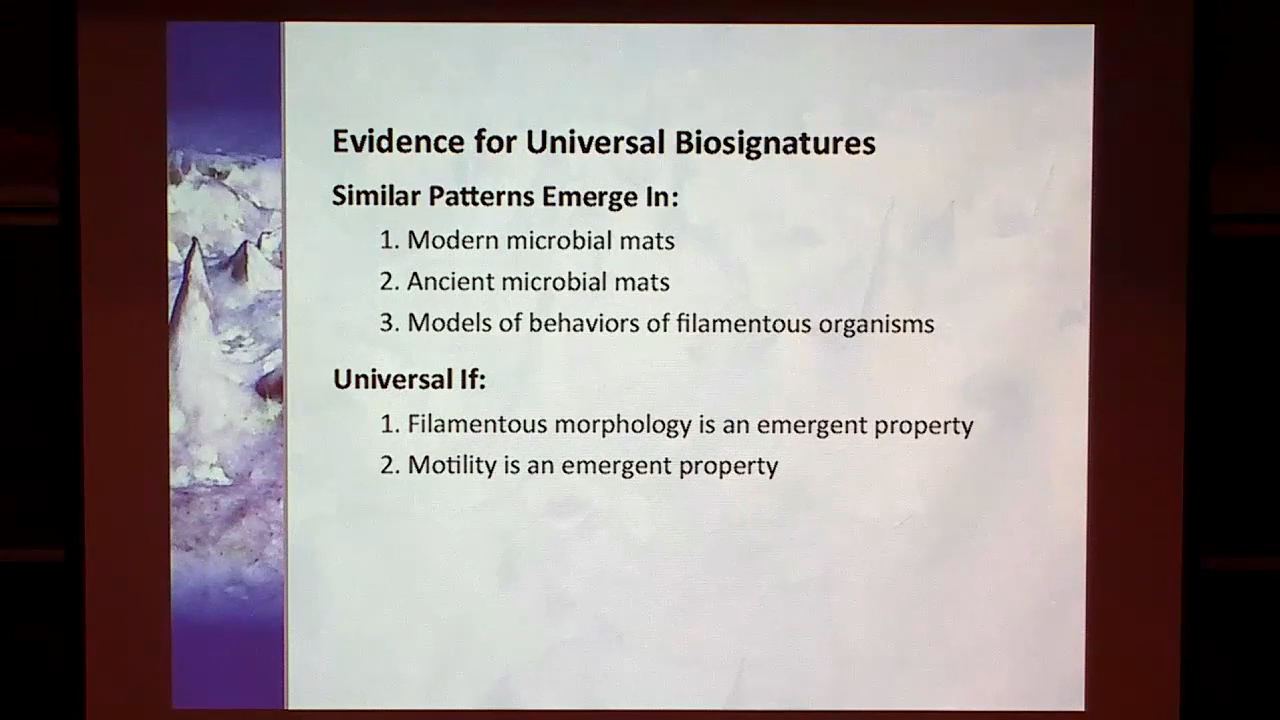 Evidence for Universal Biosignatures
Similar Patterns Emerge In:
1. Modern microbial mats
2. Ancient microbial mats
3. Models of behaviors of filamentous organisms
Universal If:
1. Filamentous morphology is an emergent property
2. Motility is an emergent property